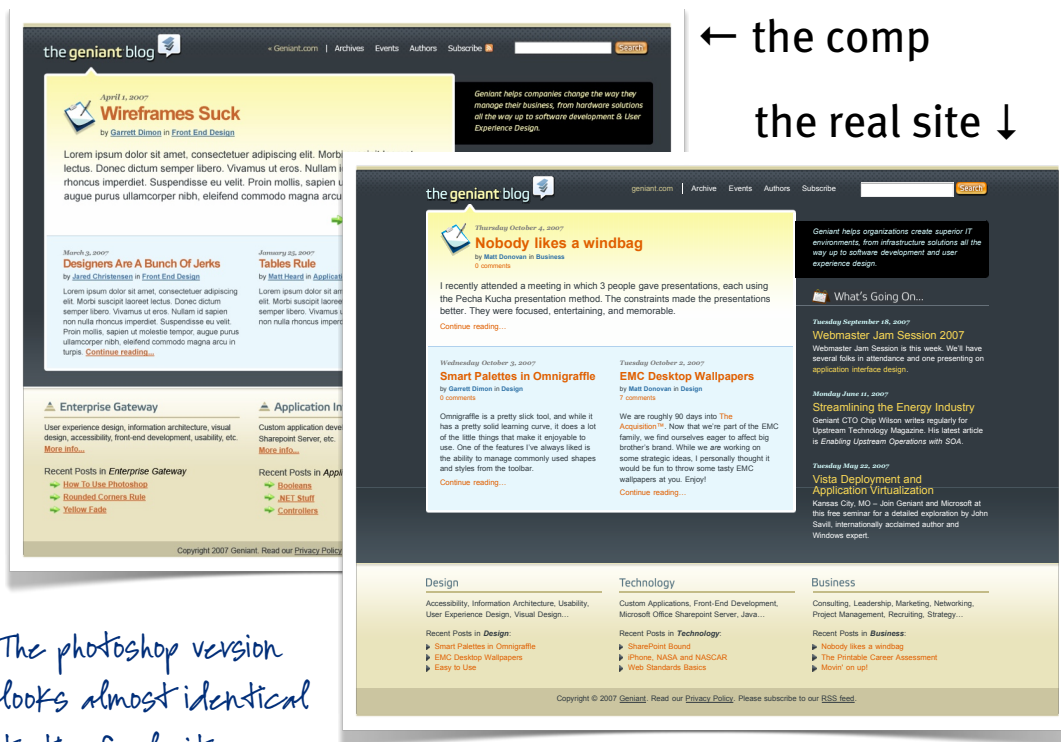 ← the comp
the real site ↓
the geniant blog
« Geniant.com | Archives Events Authors Subscribe
Search
April 1, 2007
Wireframes Suck
by Garrett Dimon in Front End Design
Lorem ipsum dolor sit amet, consectetuer adipiscing elit. Morbi
lectus. Donec dictum semper libero. Vivamus ut eros. Nullam
rhoncus imperdiet. Suspendisse eu velit. Proin mollis, sapien
augue purus ullamcorper nibh, eleifend commodo magna arcu
Geniant helps companies change the way they
manage their business, from hardware solutions
all the way up to software development & User
Experience Design.
March 3, 2007
Designers Are A Bunch Of Jerks
by Jared Christensen in Front End Design
Lorem ipsum dolor sit amet, consectetuer adipiscing
elit. Morbi suscipit laoreet lectus. Donec dictum
semper libero. Vivamus ut eros. Nullam id sapien
non nulla rhoncus imperdiet. Suspendisse eu velit.
Proin mollis, sapien ut molestie tempor, augue purus
ullamcorper nibh, eleifend commodo magna arcu in
turpis. Continue reading...
January 25, 2007
Tables Rule
by Matt Heard in
Lorem ipsum dolor sit
elit. Morbi suscipit
semper libero. Vivamus
non nulla rhoncus
Enterprise Gateway
User experience design, information architecture, visual
design, accessibility, front-end development, usability, etc.
More info...
Recent Posts in Enterprise Gateway
How To Use Photoshop
Rounded Corners Rule
Yellow Fade
Application
Custom application
Sharepoint Server, etc.
More info...
Recent Posts in
Booleans
.NET Stuff
Controllers
Copyright 2007 Geniant. Read our Privacy Policy
the geniant blog
geniant.com | Archive Events Authors Subscribe
Search
Thursday October 4, 2007
Nobody likes a windbag
by Matt Donovan in Business
0 comments
I recently attended a meeting in which 3 people gave presentations, each using
the Pecha Kucha presentation method. The constraints made the presentations
better. They were focused, entertaining, and memorable.
Continue reading…
Wednesday October 3, 2007
Smart Palettes in Omnigraffle
by Garrett Dimon in Design
0 comments
Omnigraffle is a pretty slick tool, and while it
has a pretty solid learning curve, it does a lot
of the little things that make it enjoyable to
use. One of the features I've always liked is
the ability to manage commonly used shapes
and styles from the toolbar.
Continue reading…
Tuesday October 2, 2007
EMC Desktop Wallpapers
by Matt Donovan in Design
7 comments
We are roughly 90 days into The
Acquisition™. Now that we're part of the EMC
family, we find ourselves eager to affect big
brother's brand. While we are working on
some strategic ideas, I personally thought it
would be fun to throw some tasty EMC
wallpapers at you. Enjoy!
Continue reading…
Geniant helps organizations create superior IT
environments, from infrastructure solutions all the
way up to software development and user
experience design.
What's Going On...
Tuesday September 18, 2007
Webmaster Jam Session 2007
Webmaster Jam Session is this week. We'll have
several folks in attendance and one presenting on
application interface design.
Monday June 11, 2007
Streamlining the Energy Industry
Geniant CTO Chip Wilson writes regularly for
Upstream Technology Magazine. His latest article
is Enabling Upstream Operations with SOA.
Tuesday May 22, 2007
Vista Deployment and
Application Virtualization
Kansas City, MO – Join Geniant and Microsoft at
this free seminar for a detailed exploration by John
Savill, internationally acclaimed author and
Windows expert.
Design
Accessibility, Information Architecture, Usability,
User Experience Design, Visual Design…
Recent Posts in Design:
Smart Palettes in Omnigraffle
EMC Desktop Wallpapers
Easy to Use
Technology
Custom Applications, Front-End Development,
Microsoft Office Sharepoint Server, Java…
Recent Posts in Technology:
SharePoint Bound
iPhone, NASA and NASCAR
Web Standards Basics
Business
Consulting, Leadership, Marketing, Networking,
Project Management, Recruiting, Strategy…
Recent Posts in Business:
Nobody likes a windbag
The Printable Career Assessment
Movin' on up!
Copyright © 2007 Geniant. Read our Privacy Policy. Please subscribe to our RSS feed.
The photoshop version
looks almost identical